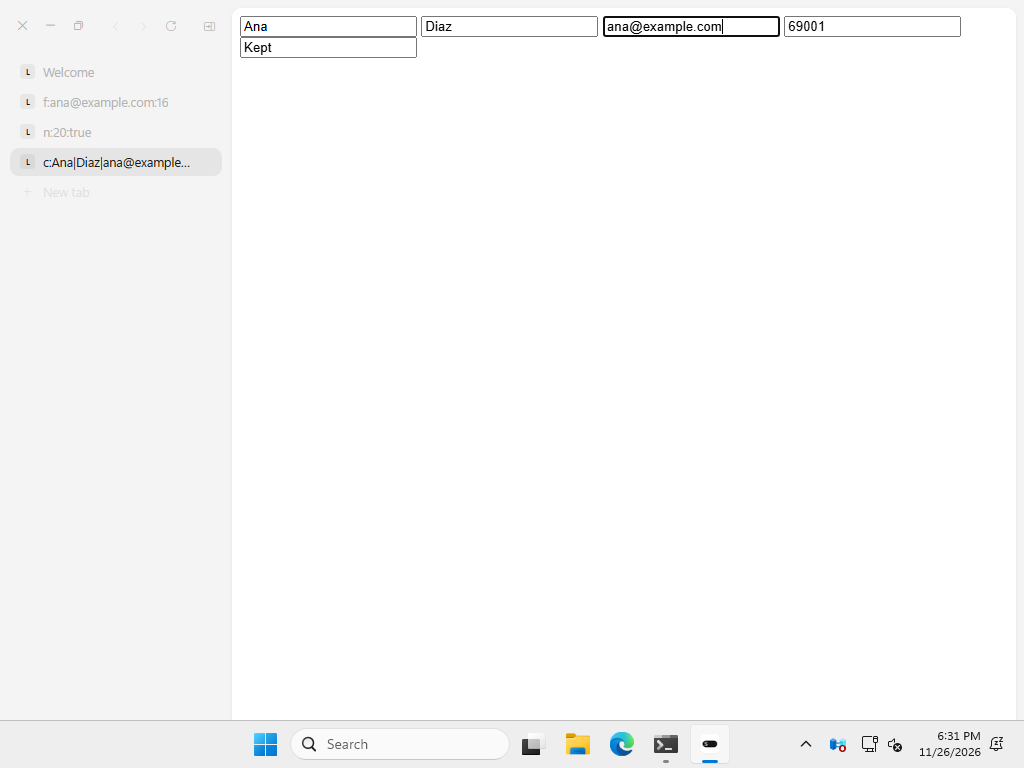 L Welcome
L f:ana@example.com:16
L n:20:true
L c:Ana|Diaz|ana@example...
+ New tab
Ana Diaz ana@example.com 69001
Kept
Search
6:31 PM
11/26/2026